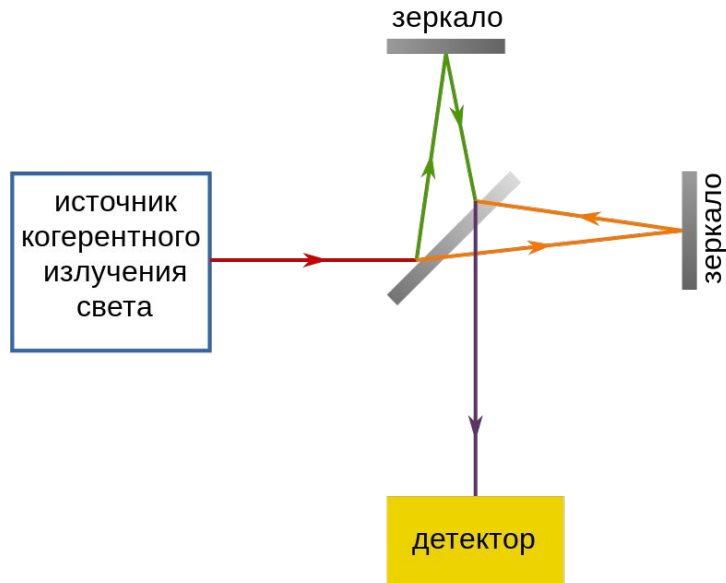 зеркало
источник
когерентного
излучения
света
зеркало
детектор